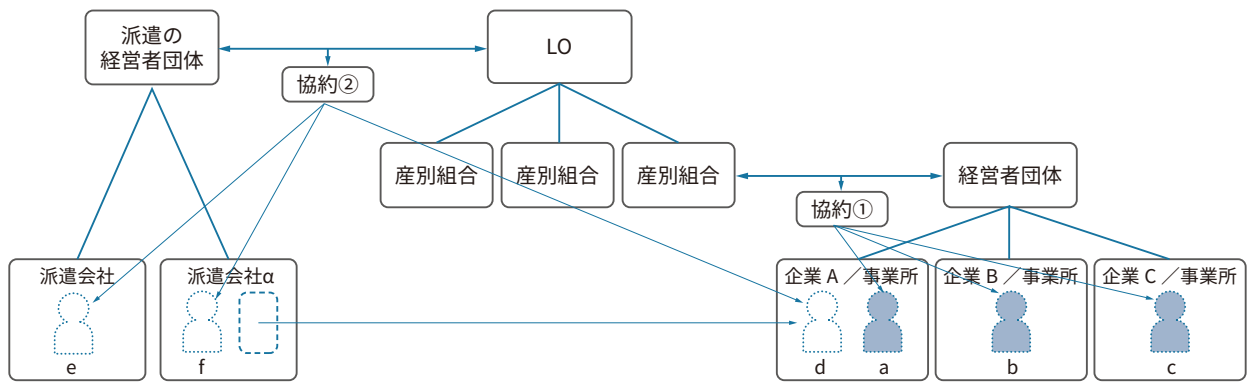 派遣の
経営者団体
LO
協約②
産別組合
産別組合
産別組合
経営者団体
協約①
派遣会社
派遣会社α
企業 A ／事業所
企業 B ／事業所
企業 C ／事業所
e
f
d
a
b
c